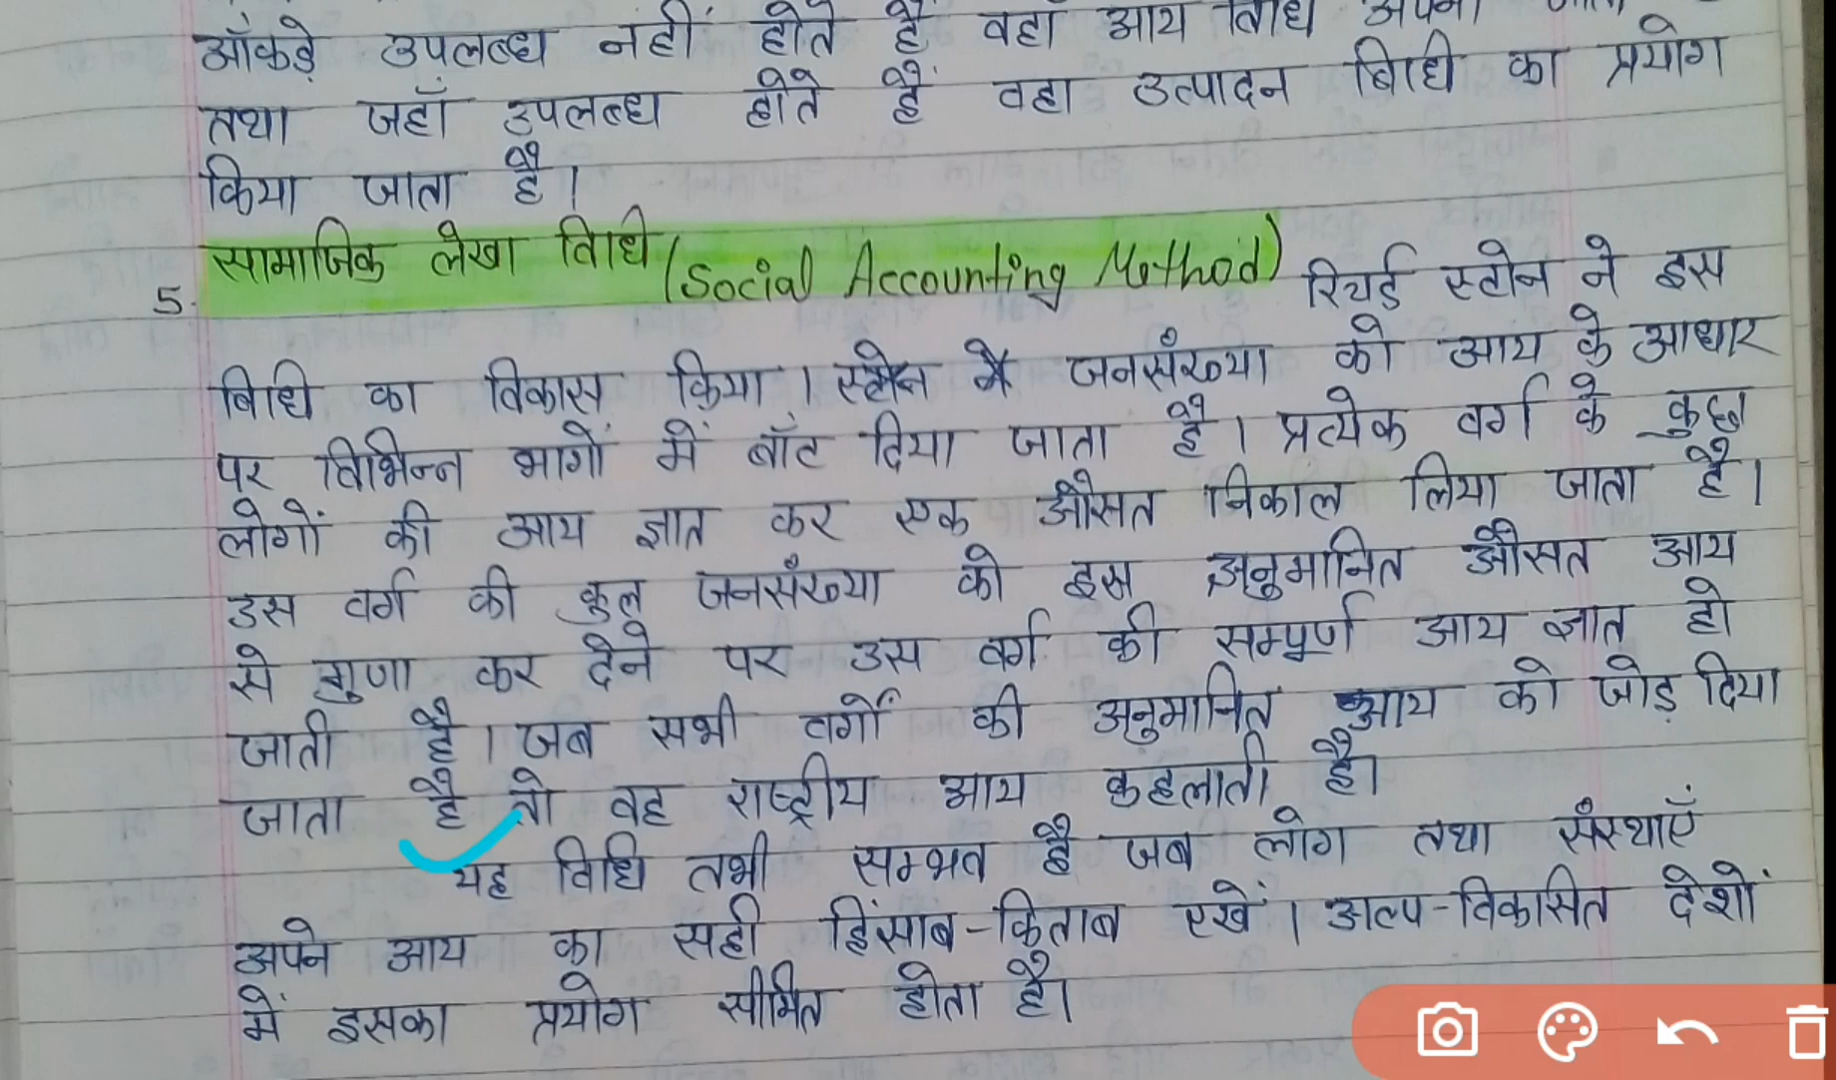 आँकड़े उपलब्ध नहीं होते हैं वहाँ आय विधि अपना
तथा जहाँ उपलब्ध होते हैं वहा उत्पादन बिधि का प्रयोग
किया जाता है।
5. सामाजिक लेखा विधि (Social Accounting Method) रिचर्ड स्टोन ने इस
बिधि का विकास किया। स्टोन में जनसंख्या को आय के आधार
पर विभिन्न भागों में बाँट दिया जाता है। प्रत्येक वर्ग के कुछ
लोगों की आय ज्ञात कर एक औसत निकाल लिया जाता है।
उस वर्ग की कुल जनसंख्या को इस अनुमानित औसत आय
से गुणा कर देने पर उस वर्ग की सम्पूर्ण आय ज्ञात हो
जाती है। जब सभी वर्गों की अनुमानित आय को जोड़ दिया
जाता है तो वह राष्ट्रीय आय कहलाती है।
यह विधि तभी सम्भव है जब लोग तथा संस्थाएँ
अपने आय का सही हिंसाब-किताब रखें। अल्प-विकासित देशों
में इसका प्रयोग सीमित होता है।